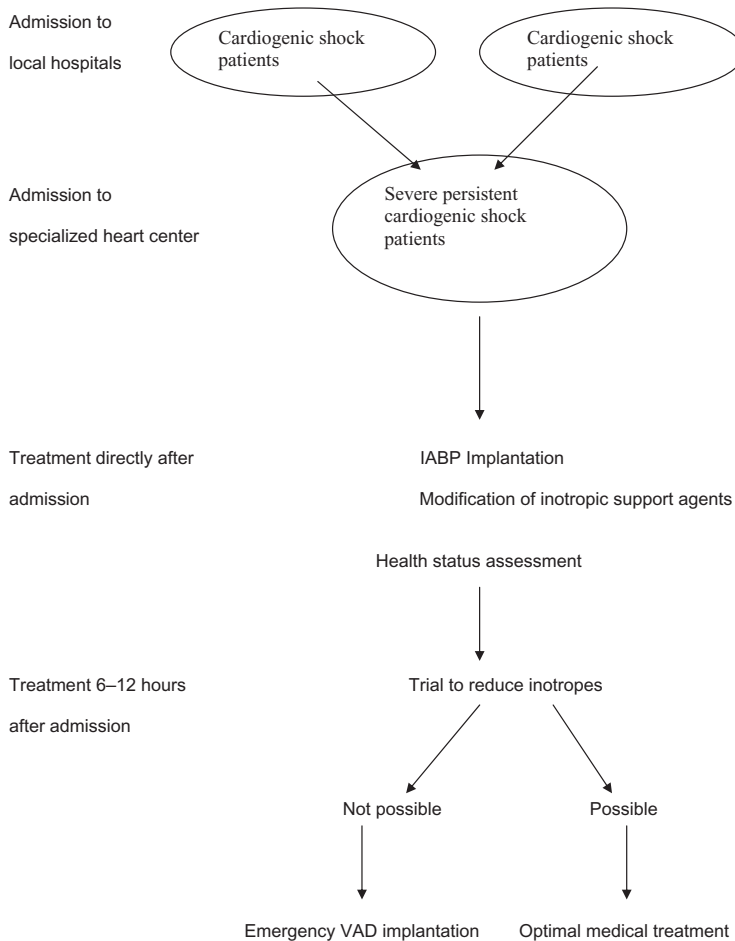 Admission to
local hospitals
Cardiogenic shock
patients
Cardiogenic shock
patients
Admission to
specialized heart center
Severe persistent
cardiogenic shock
patients
Treatment directly after
admission
IABP Implantation
Modification of inotropic support agents
Health status assessment
Treatment 6–12 hours
after admission
Trial to reduce inotropes
Not possible
Possible
Emergency VAD implantation
Optimal medical treatment